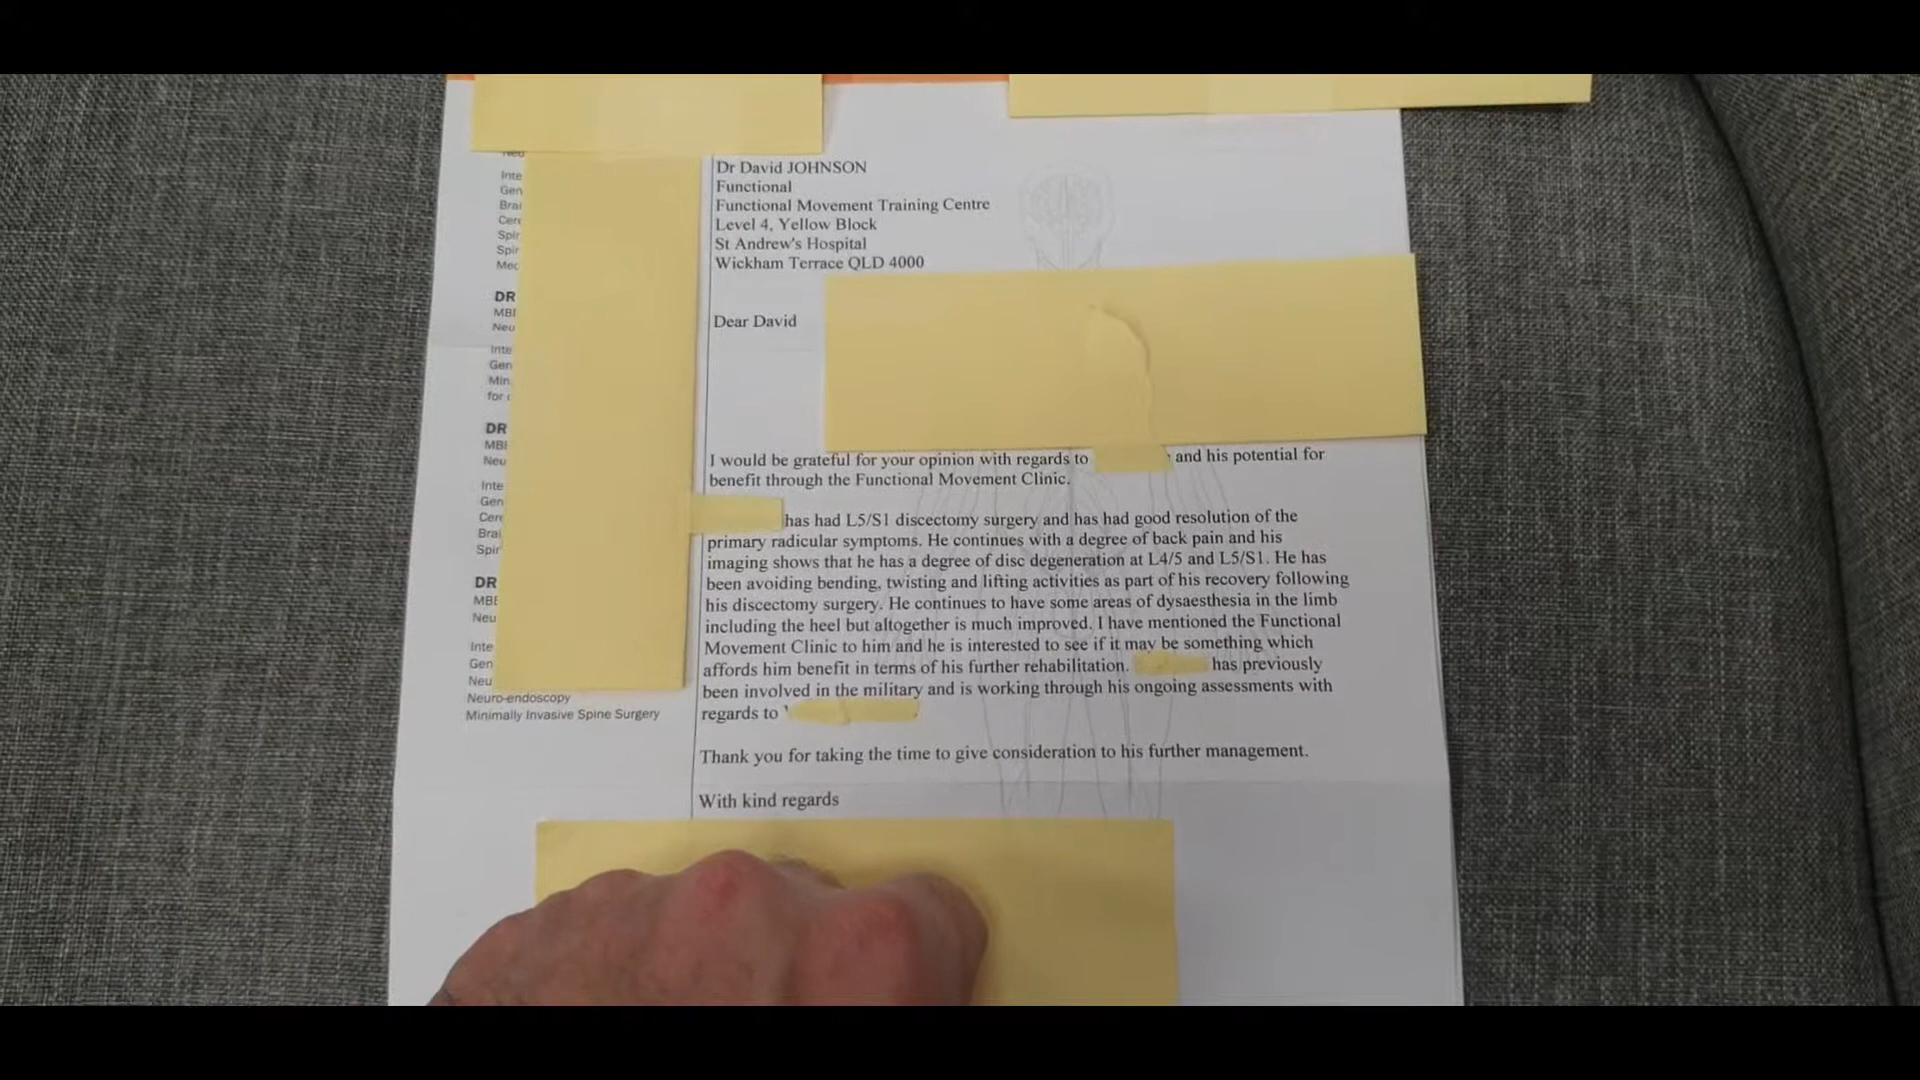 Neu
Inte
Gen
Brai
Cere
Spir
Spir
Med
DR
MBE
Neu
Inte
Gen
Min
for
DR
MBE
Neu
Inte
Gen
Cere
Brai
Spir
DR
MBE
Neu
Inte
Gen
Neu
Neuro-endoscopy
Minimally Invasive Spine Surgery
Dr David JOHNSON
Functional
Functional Movement Training Centre
Level 4, Yellow Block
St Andrew's Hospital
Wickham Terrace QLD 4000
Dear David
I would be grateful for your opinion with regards to and his potential for
benefit through the Functional Movement Clinic.
has had L5/S1 discectomy surgery and has had good resolution of the
primary radicular symptoms. He continues with a degree of back pain and his
imaging shows that he has a degree of disc degeneration at L4/5 and L5/S1. He has
been avoiding bending, twisting and lifting activities as part of his recovery following
his discectomy surgery. He continues to have some areas of dysaesthesia in the limb
including the heel but altogether is much improved. I have mentioned the Functional
Movement Clinic to him and he is interested to see if it may be something which
affords him benefit in terms of his further rehabilitation. has previously
been involved in the military and is working through his ongoing assessments with
regards to
Thank you for taking the time to give consideration to his further management.
With kind regards